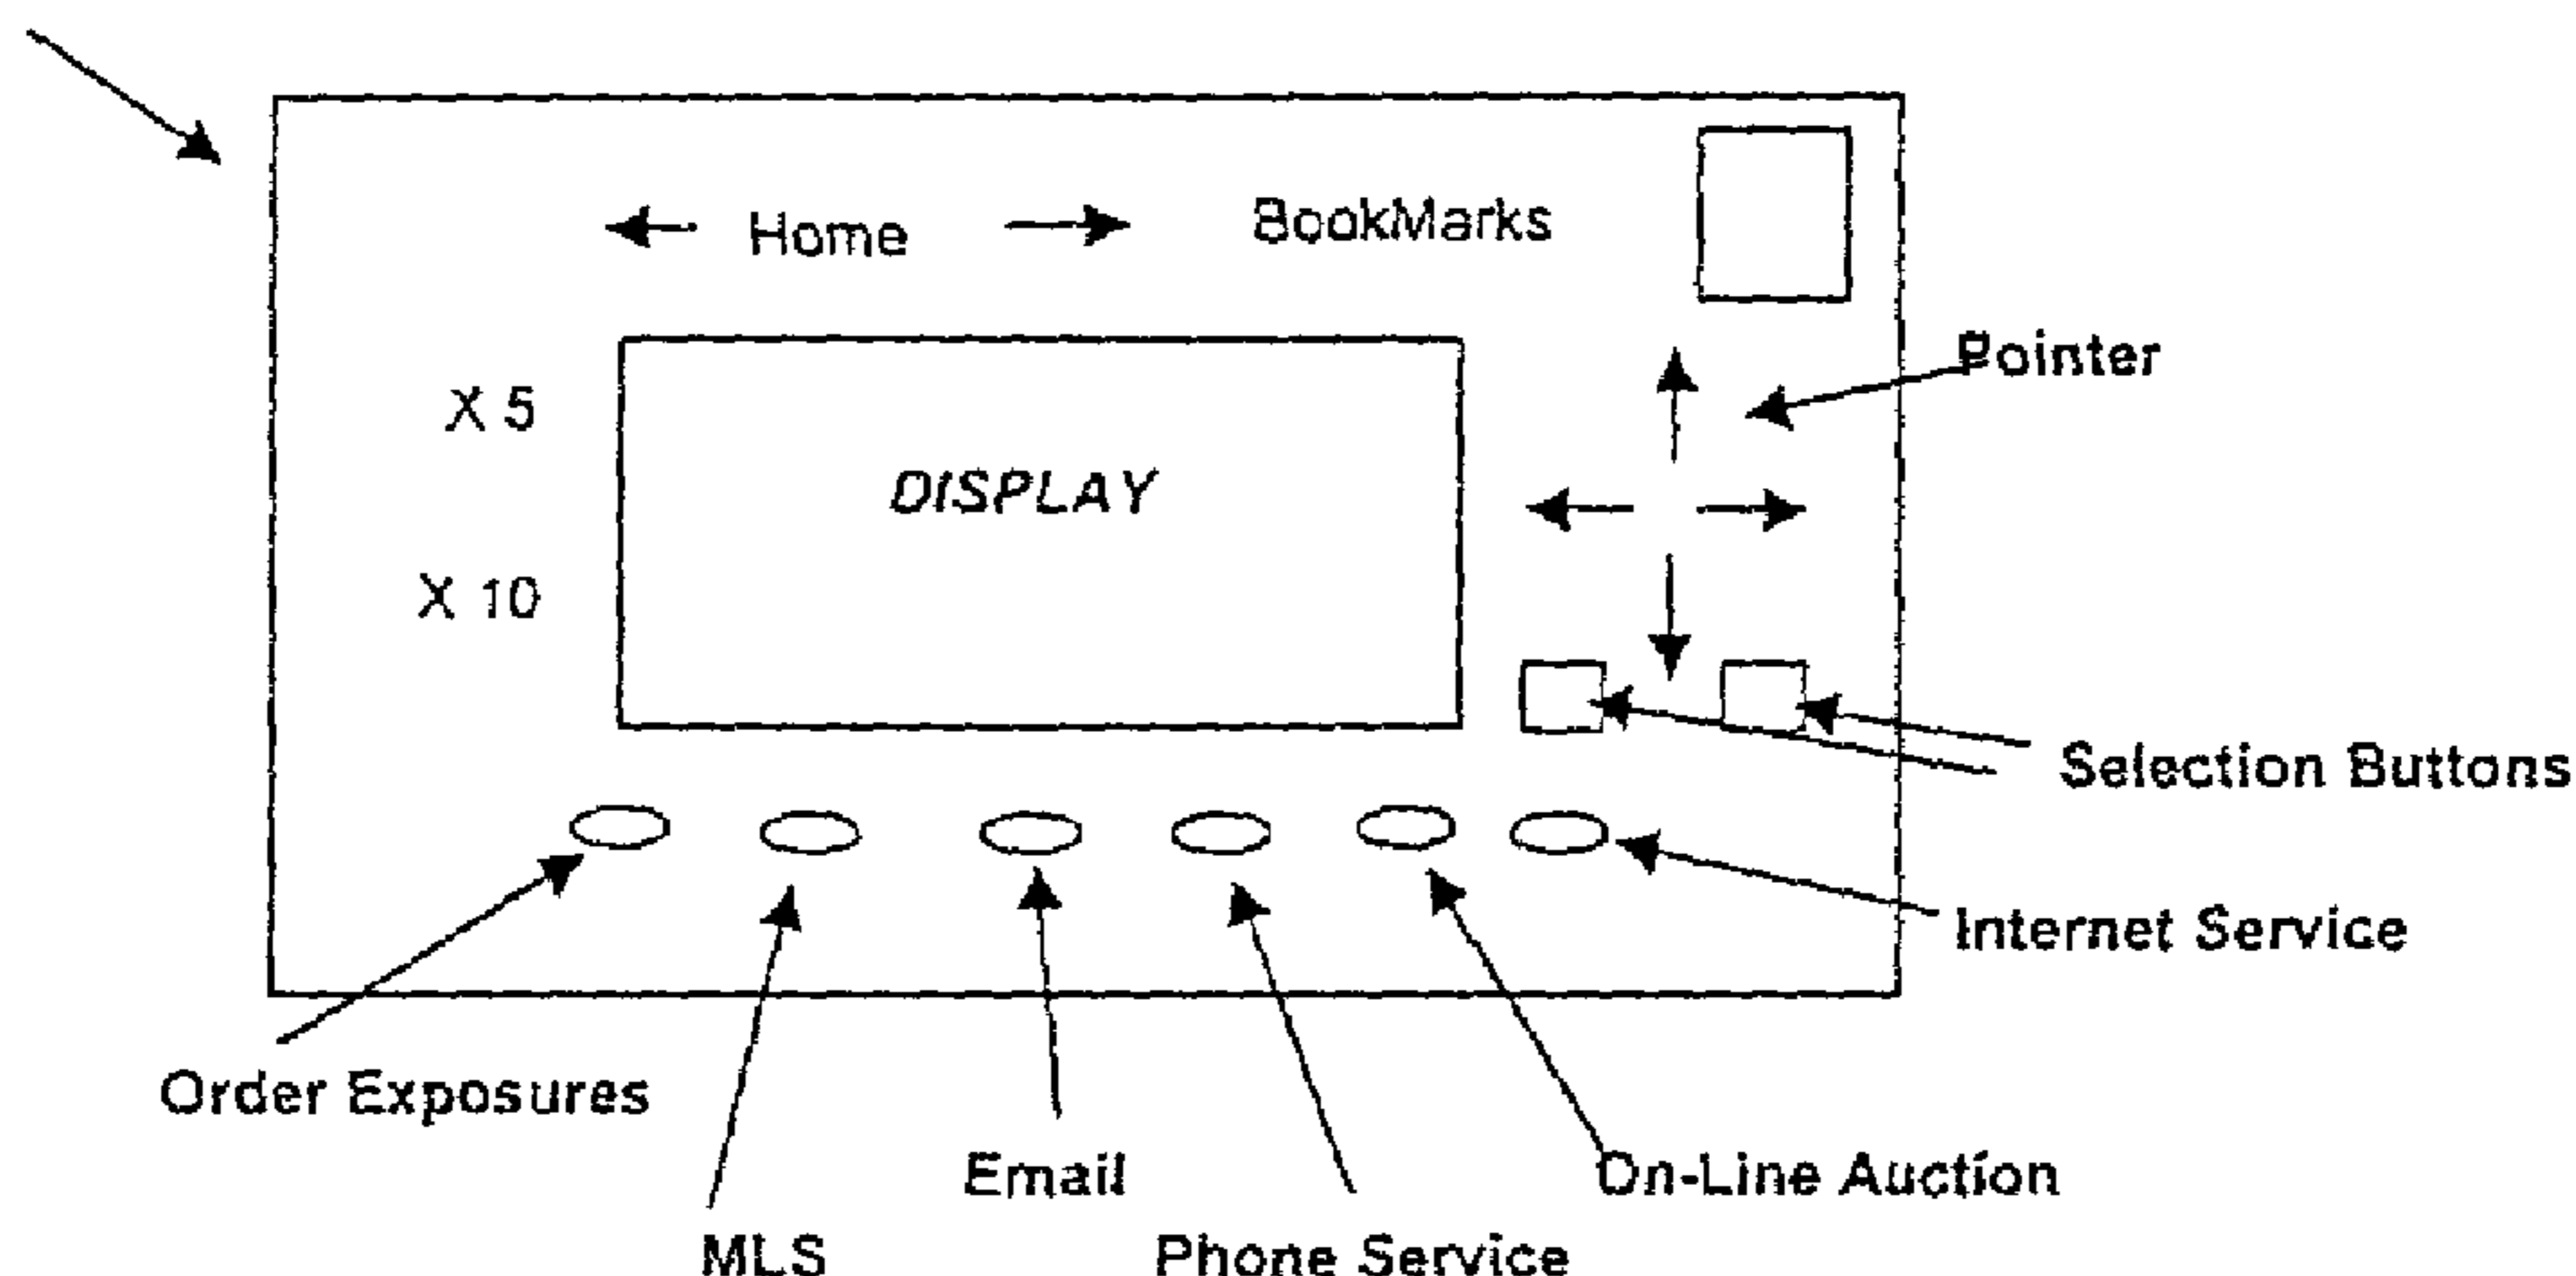 Home
BookMarks
Pointer
X 5
DISPLAY
X 10
Selection Buttons
Internet Service
Order Exposures
Email
On-Line Auction
MLS
Phone Service